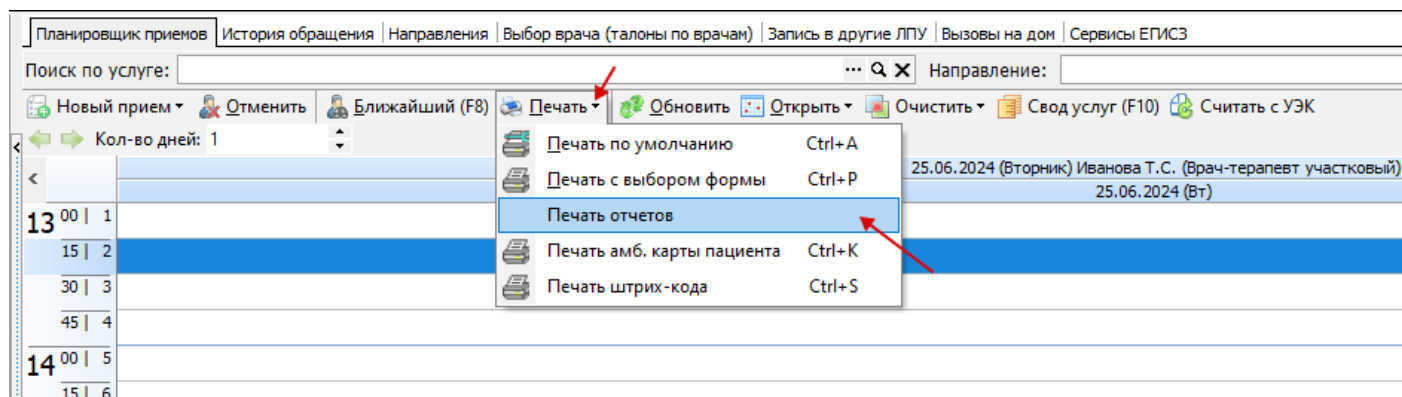 Планировщик приемов История обращения Направления Выбор врача (талоны по врачам) Запись в другие ЛПУ Вызовы на дом Сервисы ЕГИСЗ
Поиск по услуге: ... Направление:
Новый прием Отменить Ближайший (F8) Печать Обновить Открыть Очистить Свод услуг (F10) Считать с УЭК
Кол-во дней: 1
Печать по умолчанию Ctrl+A
Печать с выбором формы Ctrl+P
Печать отчетов
Печать амб. карты пациента Ctrl+K
Печать штрих-кода Ctrl+S
25.06.2024 (Вторник) Иванова Т.С. (Врач-терапевт участковый)
25.06.2024 (Вт)
13 00 | 1
15 | 2
30 | 3
45 | 4
14 00 | 5
15 | 6